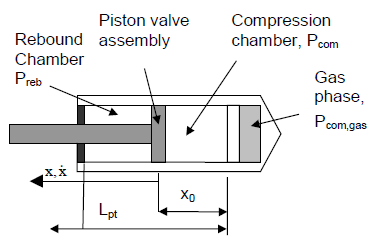 Piston valve
assembly
Compression
chamber, Pcom
Rebound
Chamber
Preb
Gas
phase,
Pcom,gas
x, ẋ
x0
Lpt